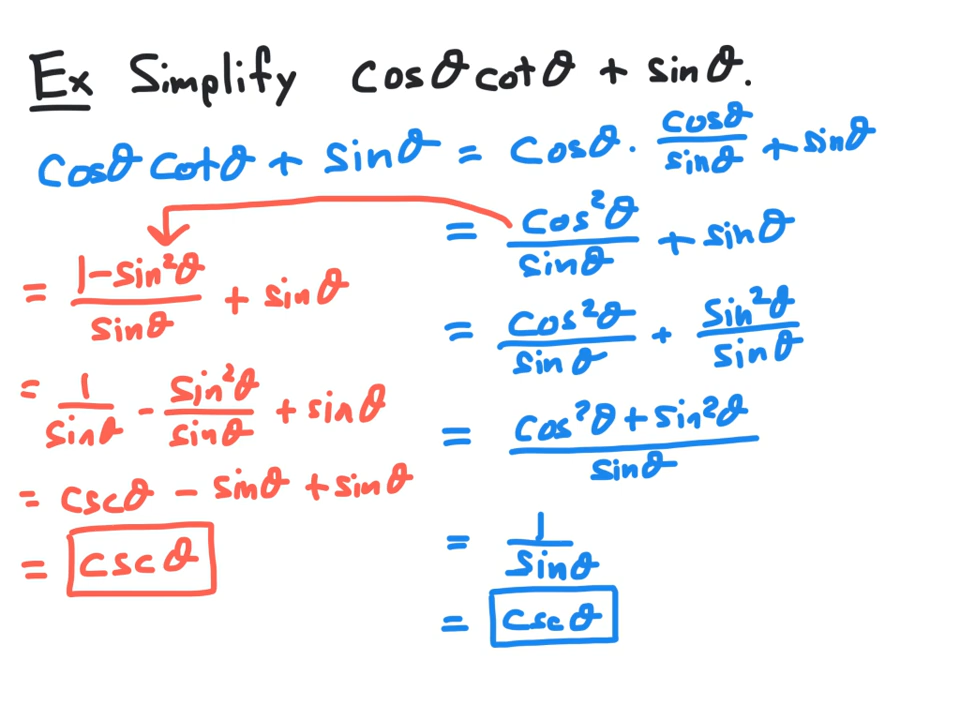 Ex Simplify cosθ cotθ + sinθ.
cosθ cotθ + sinθ = cosθ · cosθ/sinθ + sinθ
= cos²θ/sinθ + sinθ
= cos²θ/sinθ + sin²θ/sinθ
= (cos²θ + sin²θ)/sinθ
= 1/sinθ
= cscθ
= (1-sin²θ)/sinθ + sinθ
= 1/sinθ - sin²θ/sinθ + sinθ
= cscθ - sinθ + sinθ
= cscθ